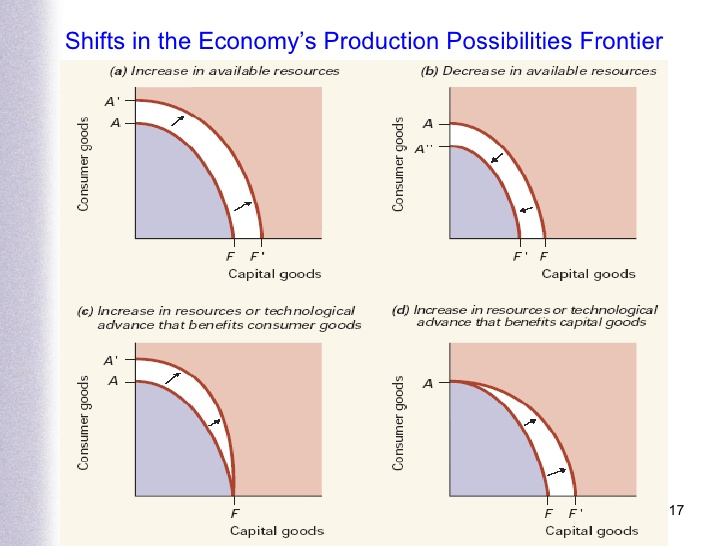 Shifts in the Economy's Production Possibilities Frontier
(a) Increase in available resources
A'
A
Consumer goods
F F'
Capital goods
(b) Decrease in available resources
A
A''
Consumer goods
F' F
Capital goods
(c) Increase in resources or technological
advance that benefits consumer goods
A'
A
Consumer goods
F
Capital goods
(d) Increase in resources or technological
advance that benefits capital goods
A
Consumer goods
F F'
Capital goods
17